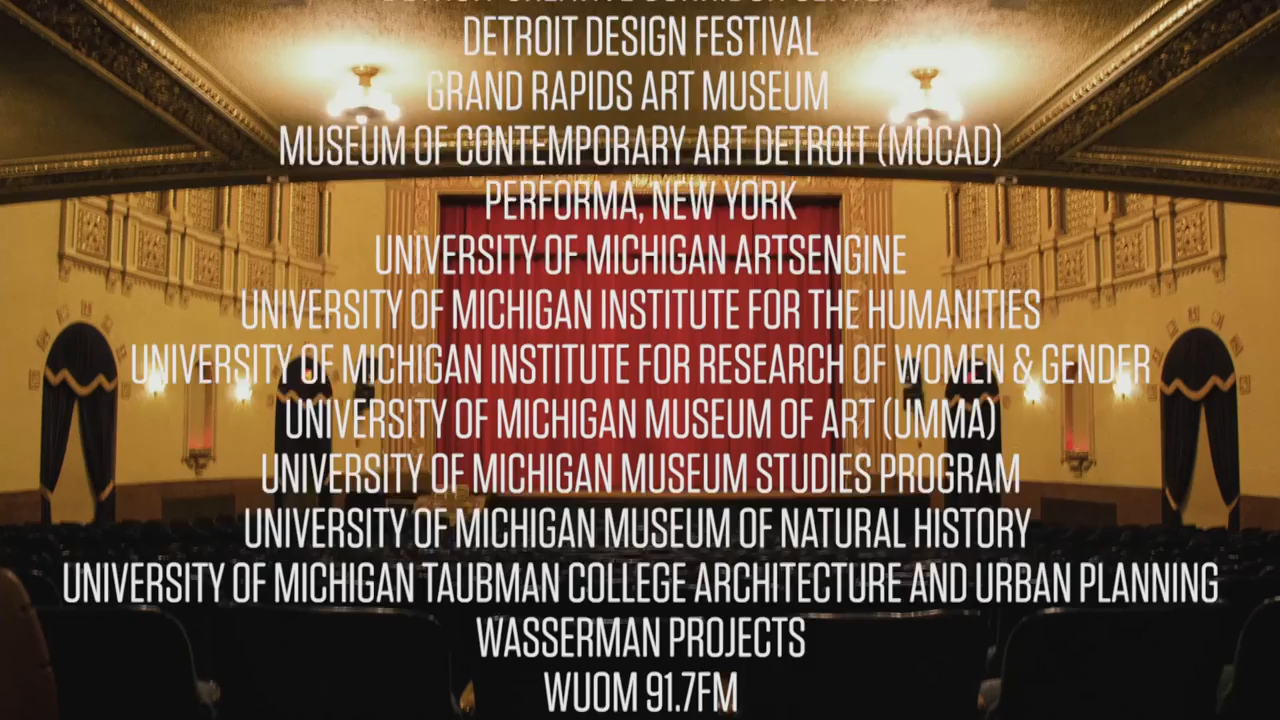 DETROIT DESIGN FESTIVAL
GRAND RAPIDS ART MUSEUM
MUSEUM OF CONTEMPORARY ART DETROIT (MOCAD)
PERFORMA, NEW YORK
UNIVERSITY OF MICHIGAN ARTSENGINE
UNIVERSITY OF MICHIGAN INSTITUTE FOR THE HUMANITIES
UNIVERSITY OF MICHIGAN INSTITUTE FOR RESEARCH OF WOMEN & GENDER
UNIVERSITY OF MICHIGAN MUSEUM OF ART (UMMA)
UNIVERSITY OF MICHIGAN MUSEUM STUDIES PROGRAM
UNIVERSITY OF MICHIGAN MUSEUM OF NATURAL HISTORY
UNIVERSITY OF MICHIGAN TAUBMAN COLLEGE ARCHITECTURE AND URBAN PLANNING
WASSERMAN PROJECTS
WUOM 91.7FM